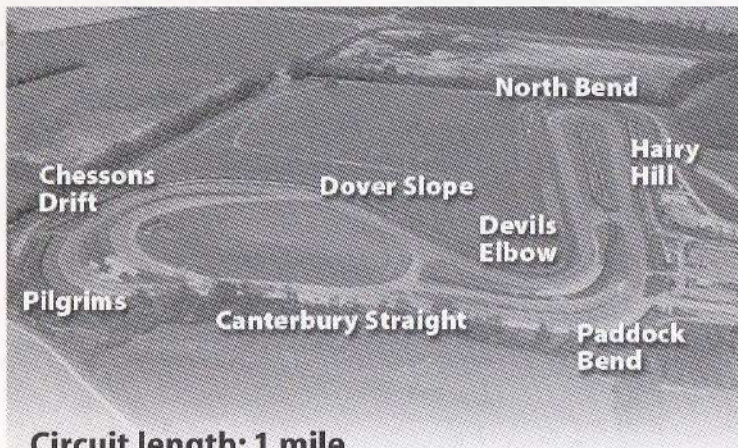 North Bend
Hairy
Hill
Chessons
Drift
Dover Slope
Devils
Elbow
Pilgrims
Canterbury Straight
Paddock
Bend
Circuit length: 1 mile